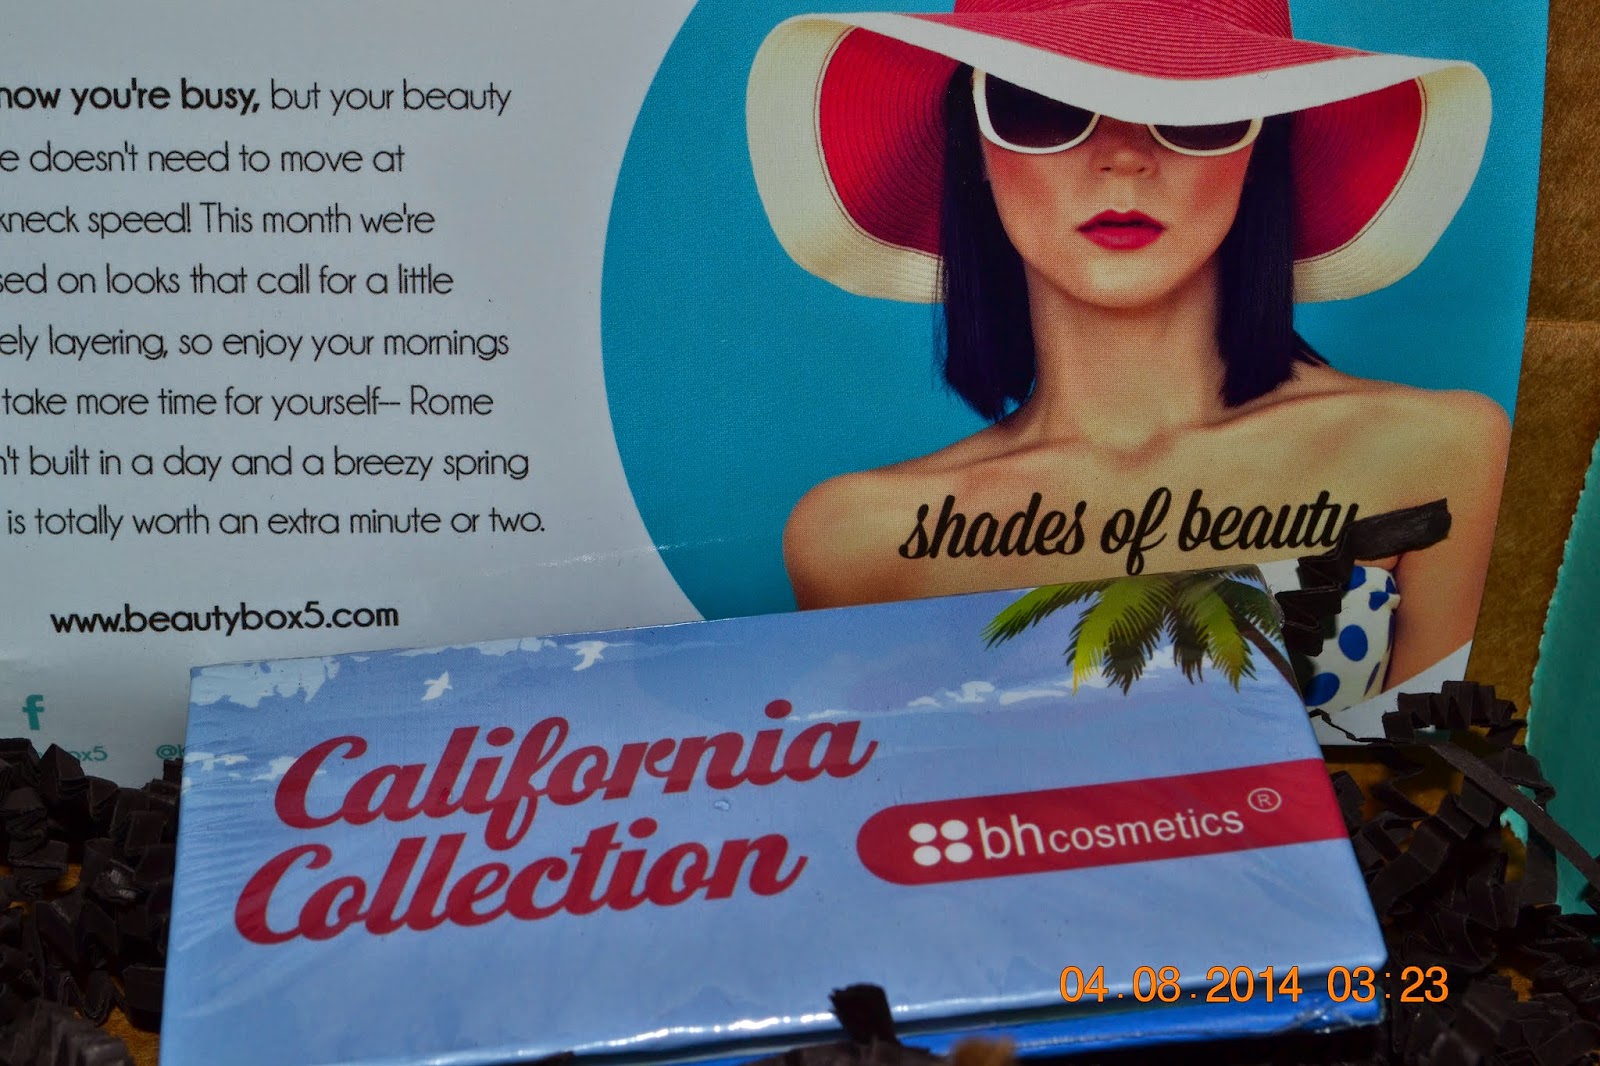 now you're busy, but your beauty
doesn't need to move at
speed! This month we're
on looks that call for a little
layering, so enjoy your mornings
take more time for yourself-- Rome
built in a day and a breezy spring
is totally worth an extra minute or two.
www.beautybox5.com
f
shades of beauty
California
Collection
bhcosmetics®
04.08.2014 03:23